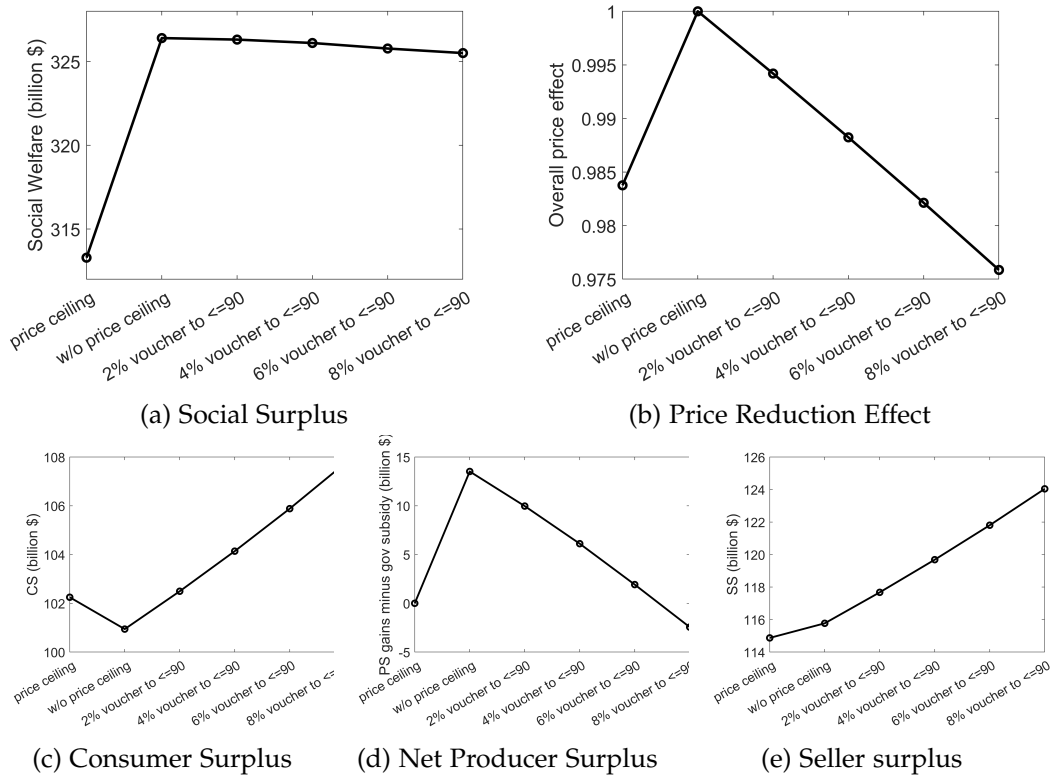 Social Welfare (billion $)
325
320
315
price ceiling
w/o price ceiling
2% voucher to <=90
4% voucher to <=90
6% voucher to <=90
8% voucher to <=90
(a) Social Surplus
Overall price effect
1
0.995
0.99
0.985
0.98
0.975
price ceiling
w/o price ceiling
2% voucher to <=90
4% voucher to <=90
6% voucher to <=90
8% voucher to <=90
(b) Price Reduction Effect
CS (billion $)
108
106
104
102
100
price ceiling
w/o price ceiling
2% voucher to <=90
4% voucher to <=90
6% voucher to <=90
8% voucher to <=
(c) Consumer Surplus
PS gains minus gov subsidy (billion $)
15
10
5
0
-5
price ceiling
w/o price ceiling
2% voucher to <=90
4% voucher to <=90
6% voucher to <=90
8% voucher to <=90
(d) Net Producer Surplus
SS (billion $)
126
124
122
120
118
116
114
price ceiling
w/o price ceiling
2% voucher to <=90
4% voucher to <=90
6% voucher to <=90
8% voucher to <=90
(e) Seller surplus